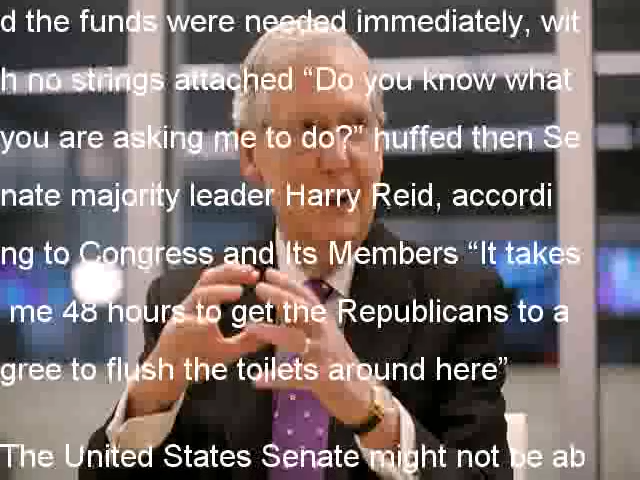 d the funds were needed immediately, wit
h no strings attached “Do you know what
you are asking me to do?” huffed then Se
nate majority leader Harry Reid, accordi
ng to Congress and Its Members “It takes
me 48 hours to get the Republicans to a
gree to flush the toilets around here”
The United States Senate might not be ab